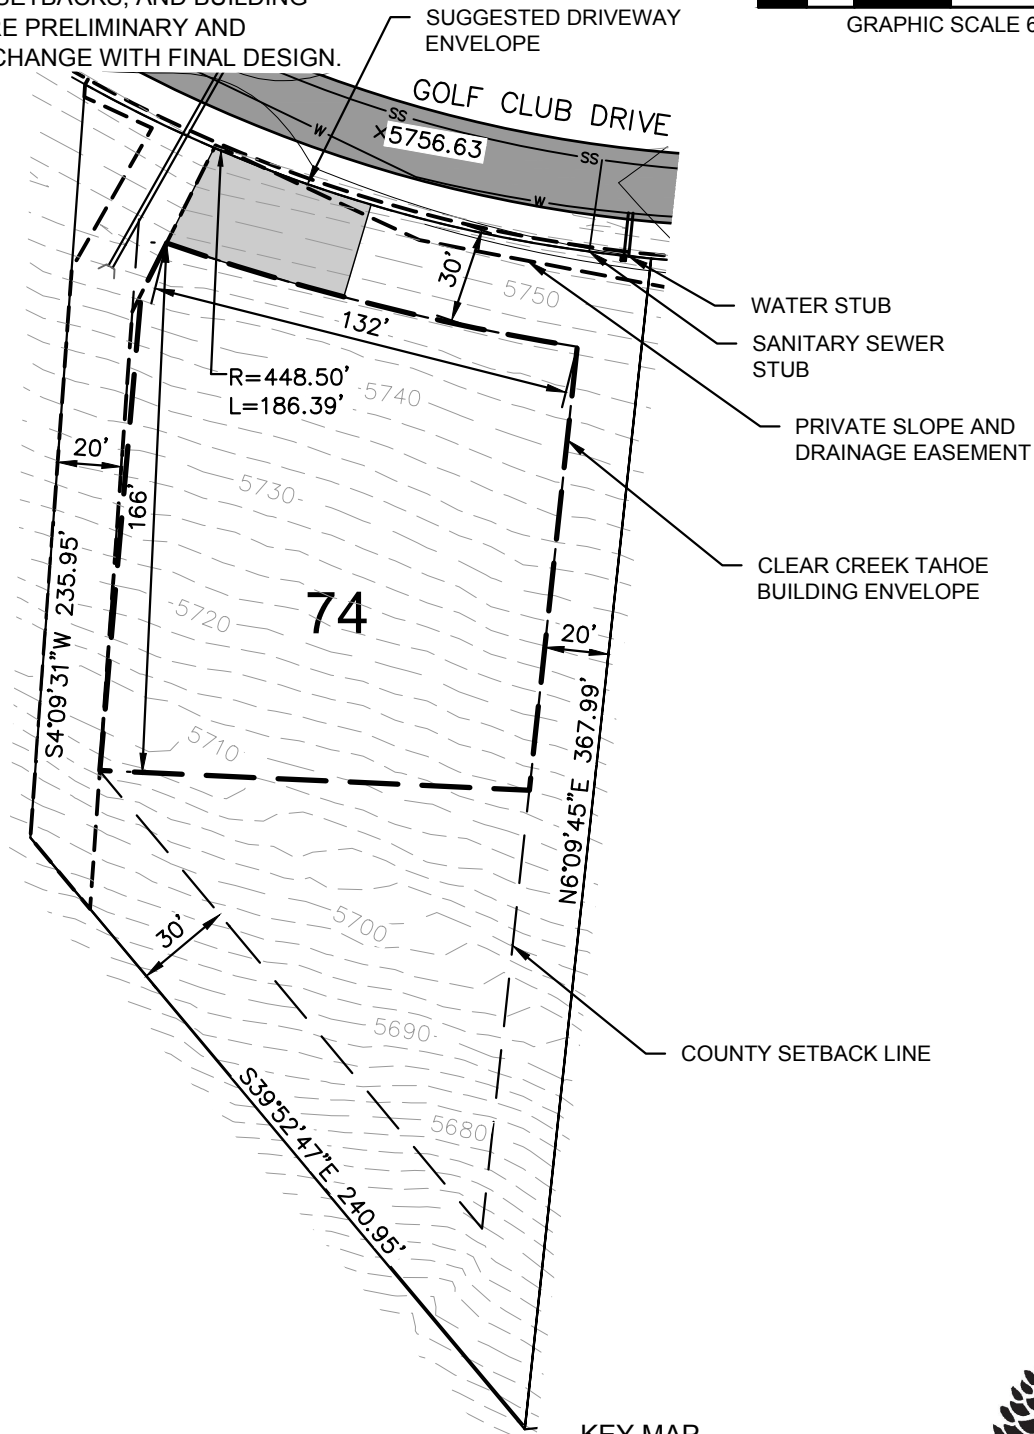 SETBACKS, AND BUILDING
RE PRELIMINARY AND
CHANGE WITH FINAL DESIGN.
SUGGESTED DRIVEWAY
ENVELOPE
GRAPHIC SCALE 6
GOLF CLUB DRIVE
SS
W
×5756.63
SS
W
30'
5750
WATER STUB
132'
SANITARY SEWER
STUB
R=448.50'
L=186.39'
5740
PRIVATE SLOPE AND
DRAINAGE EASEMENT
20'
166'
5730
S4°09'31"W 235.95'
CLEAR CREEK TAHOE
BUILDING ENVELOPE
74
5720
20'
5710
N6°09'45"E 367.99'
5700
30'
5690
COUNTY SETBACK LINE
S39°52'47"E 240.95'
5680
KEY MAP